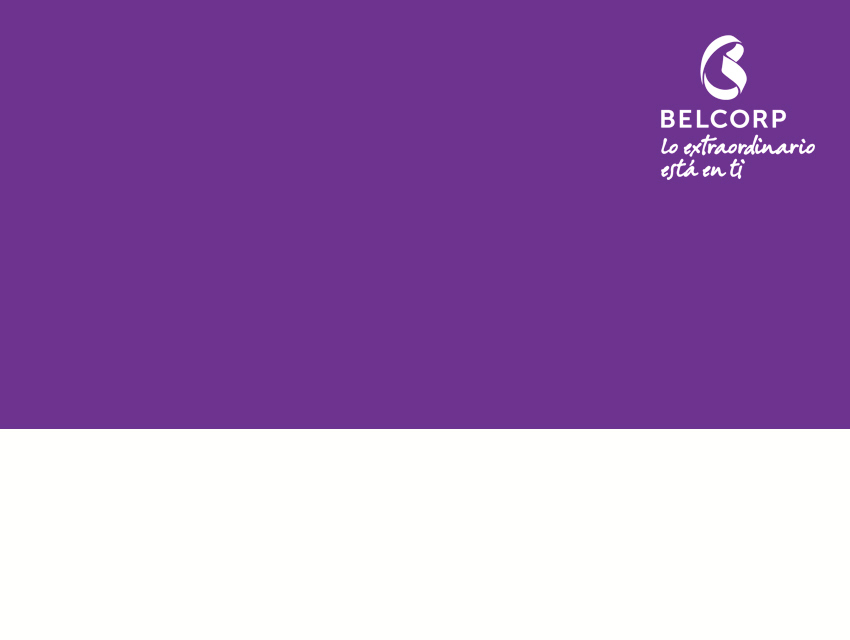 BELCORP
Lo extraordinario
está en ti